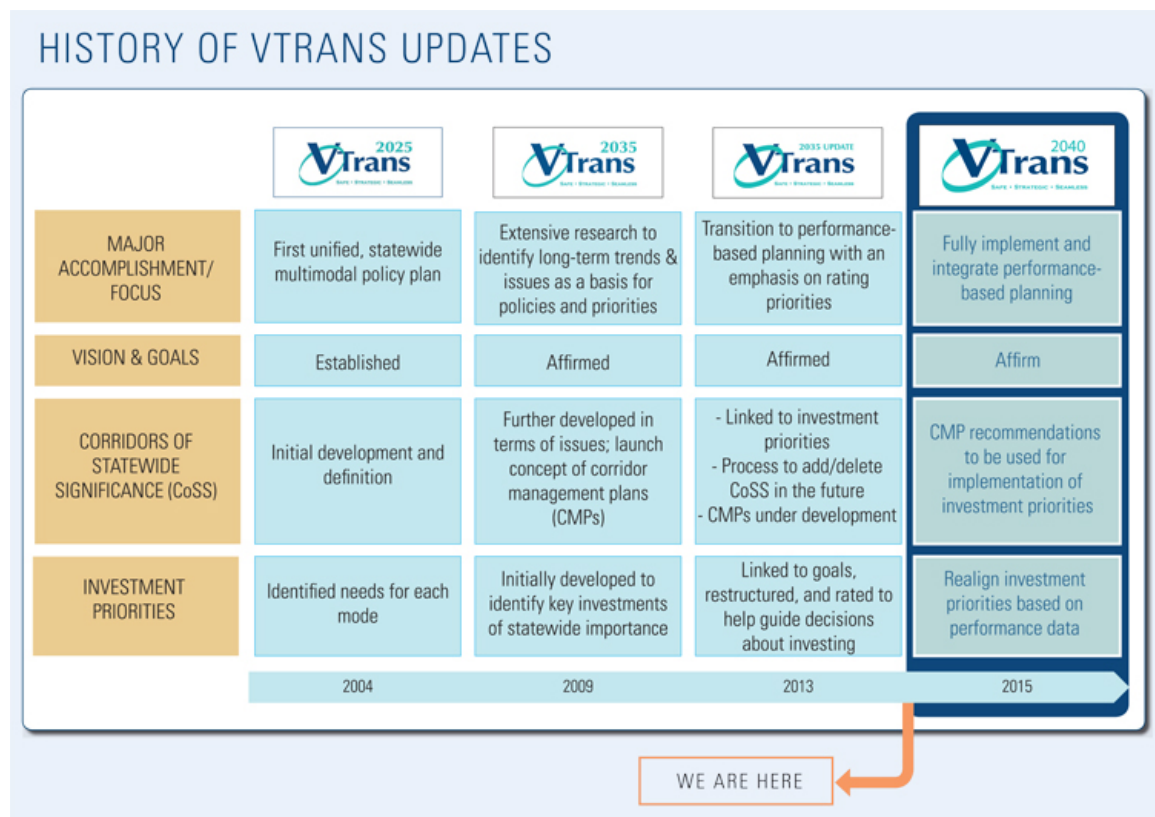 HISTORY OF VTRANS UPDATES
2025
VTrans
SAFE • STRATEGIC • SEAMLESS
2035
VTrans
SAFE • STRATEGIC • SEAMLESS
2035 UPDATE
VTrans
SAFE • STRATEGIC • SEAMLESS
2040
VTrans
SAFE • STRATEGIC • SEAMLESS
MAJOR
ACCOMPLISHMENT/
FOCUS
First unified, statewide
multimodal policy plan
Extensive research to
identify long-term trends &
issues as a basis for
policies and priorities
Transition to performance-
based planning with an
emphasis on rating
priorities
Fully implement and
integrate performance-
based planning
VISION & GOALS
Established
Affirmed
Affirmed
Affirm
CORRIDORS OF
STATEWIDE
SIGNIFICANCE (CoSS)
Initial development and
definition
Further developed in
terms of issues; launch
concept of corridor
management plans
(CMPs)
- Linked to investment
priorities
- Process to add/delete
CoSS in the future
- CMPs under development
CMP recommendations
to be used for
implementation of
investment priorities
INVESTMENT
PRIORITIES
Identified needs for each
mode
Initially developed to
identify key investments
of statewide importance
Linked to goals,
restructured, and rated to
help guide decisions
about investing
Realign investment
priorities based on
performance data
2004
2009
2013
2015
WE ARE HERE